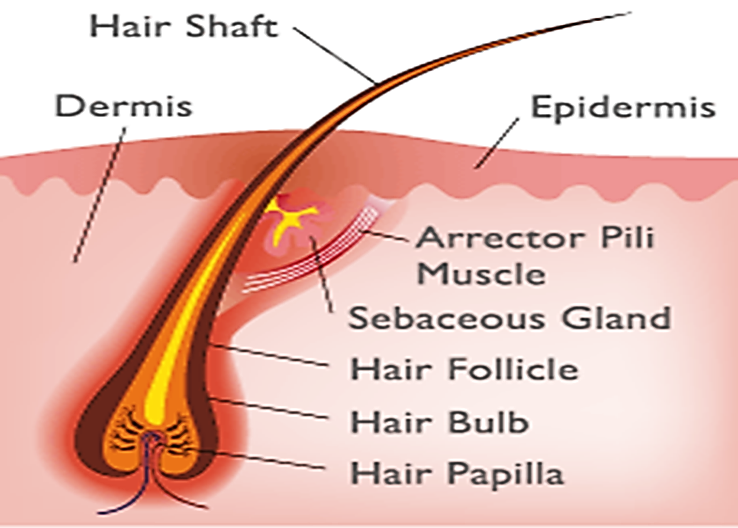 Hair Shaft
Dermis
Epidermis
Arrector Pili
Muscle
Sebaceous Gland
Hair Follicle
Hair Bulb
Hair Papilla